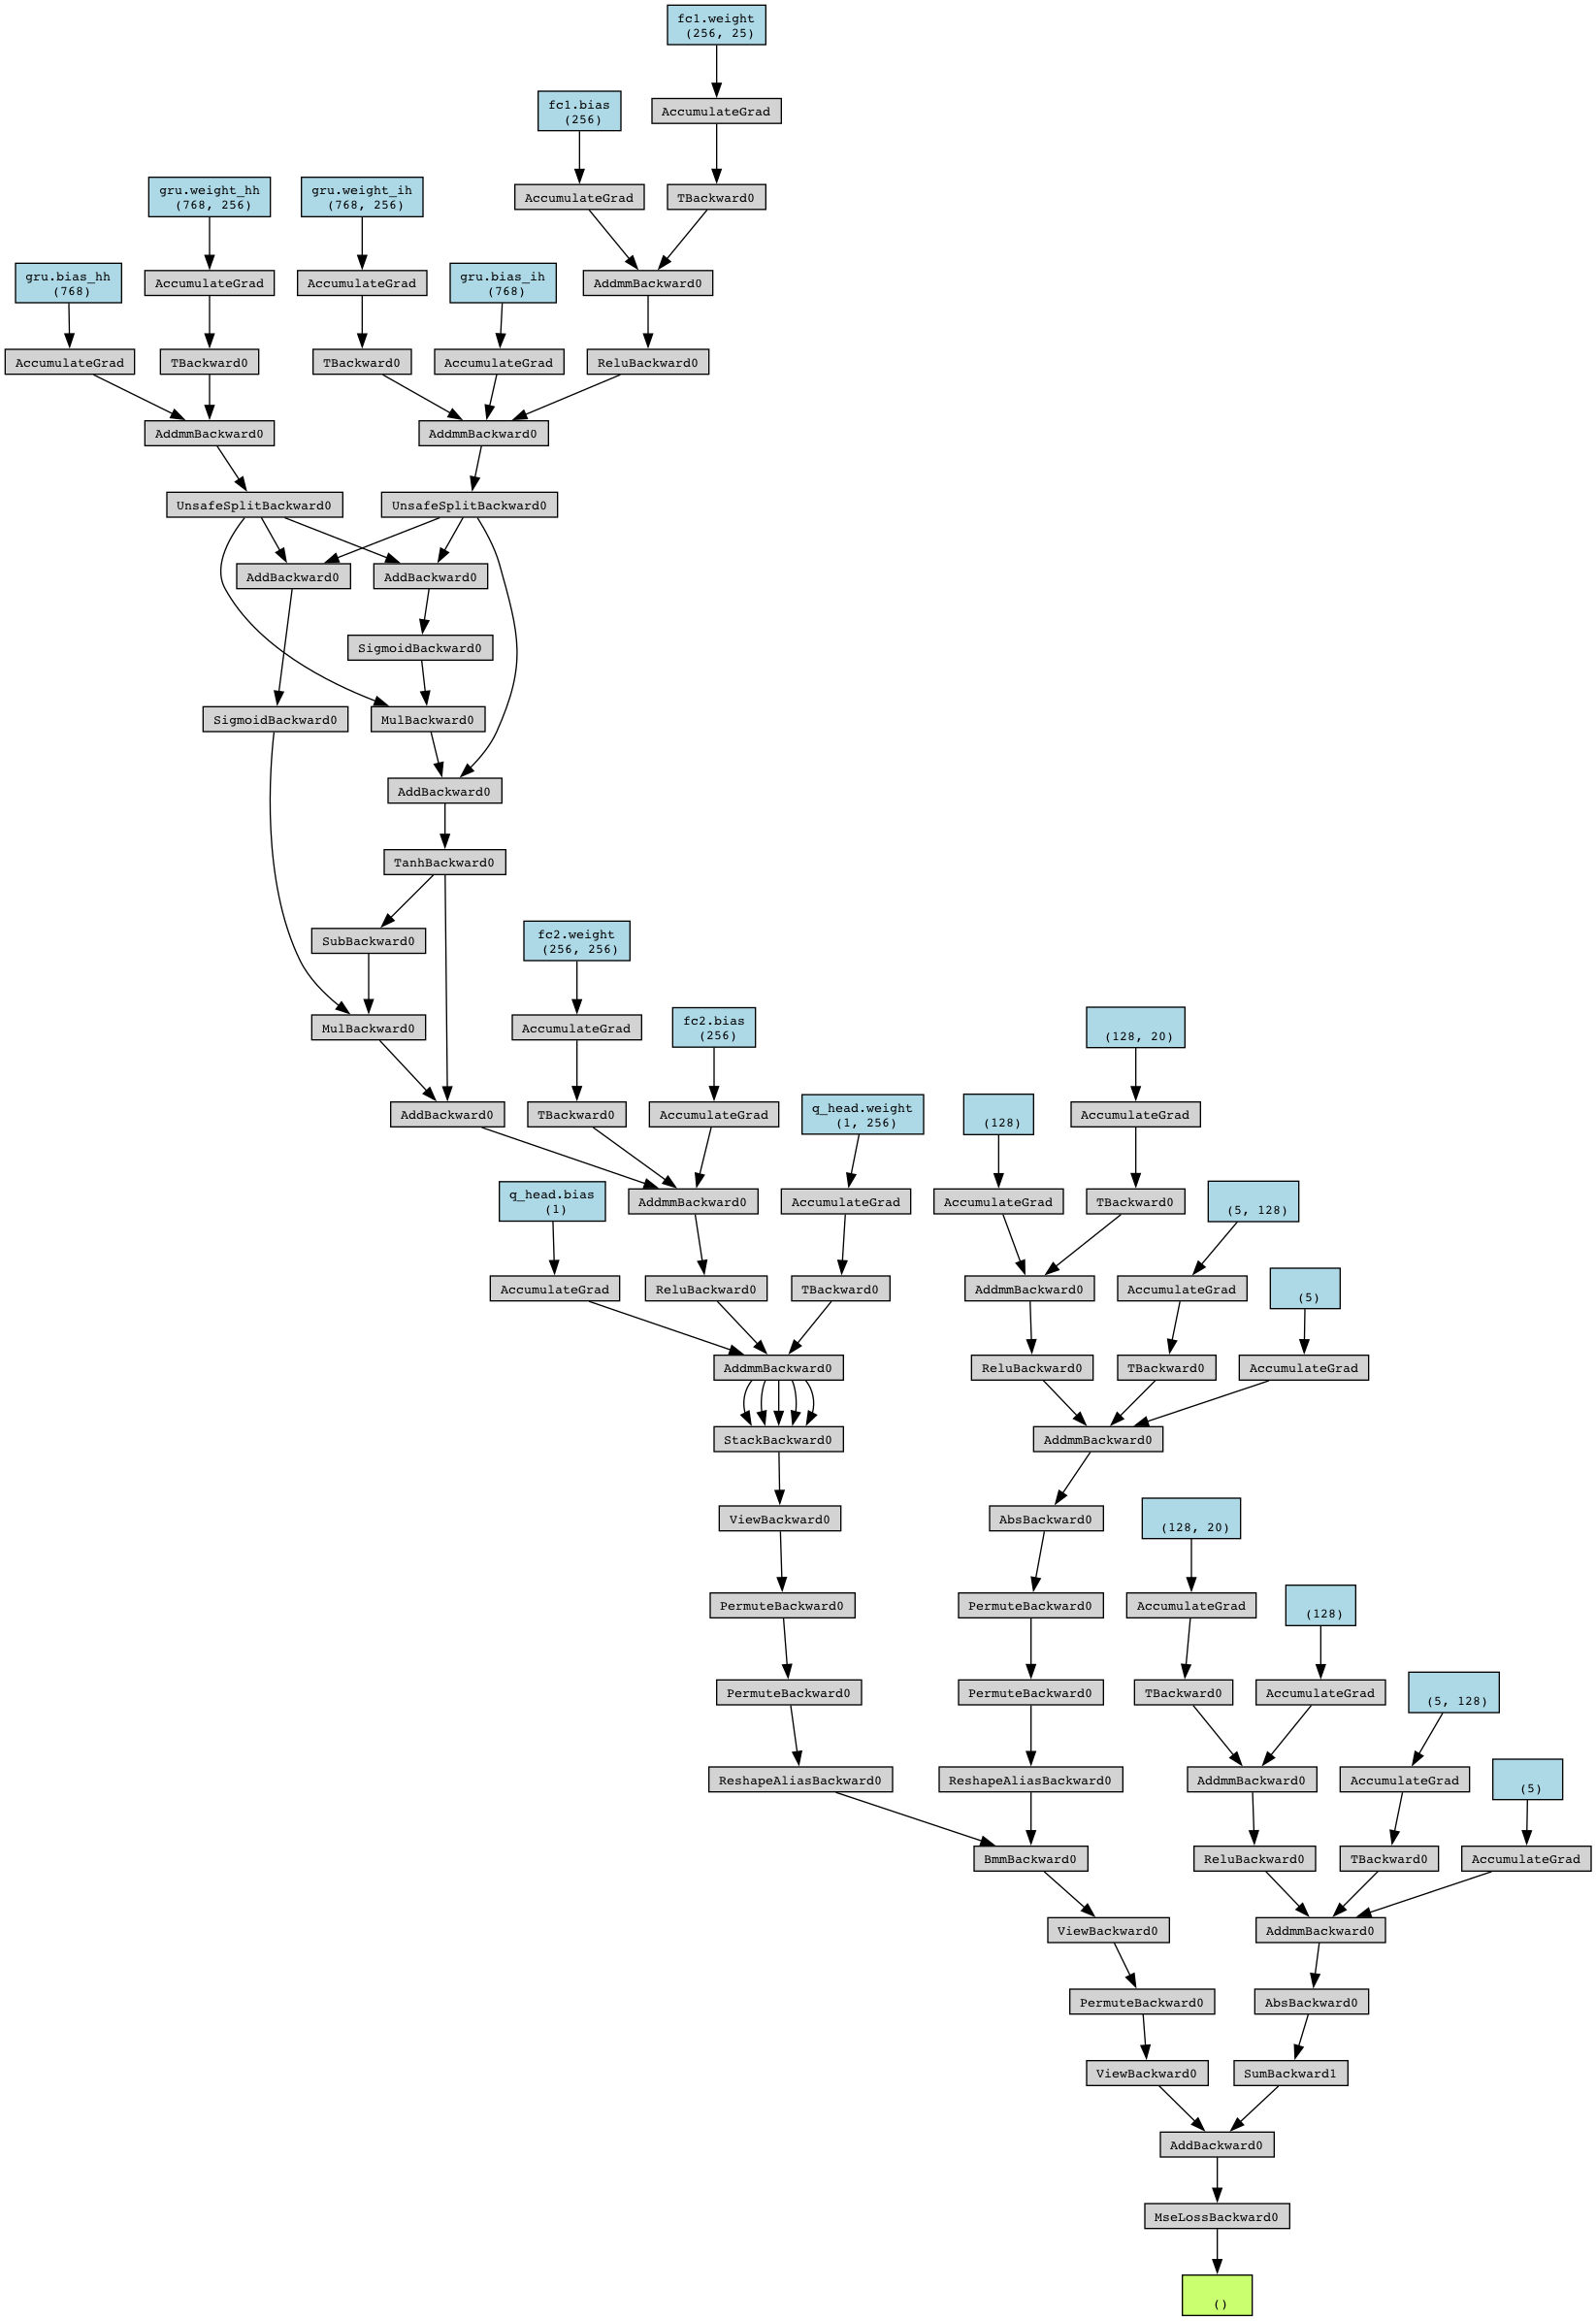 fc1.weight
(256, 25)
fc1.bias
(256)
AccumulateGrad
gru.weight_hh
(768, 256)
gru.weight_ih
(768, 256)
AccumulateGrad
TBackward0
gru.bias_hh
(768)
AccumulateGrad
AccumulateGrad
gru.bias_ih
(768)
AddmmBackward0
AccumulateGrad
TBackward0
TBackward0
AccumulateGrad
ReluBackward0
AddmmBackward0
AddmmBackward0
UnsafeSplitBackward0
UnsafeSplitBackward0
AddBackward0
AddBackward0
SigmoidBackward0
SigmoidBackward0
MulBackward0
AddBackward0
TanhBackward0
SubBackward0
fc2.weight
(256, 256)
MulBackward0
AccumulateGrad
fc2.bias
(256)
(128, 20)
AddBackward0
TBackward0
AccumulateGrad
q_head.weight
(1, 256)
(128)
AccumulateGrad
q_head.bias
(1)
AddmmBackward0
AccumulateGrad
AccumulateGrad
TBackward0
(5, 128)
AccumulateGrad
ReluBackward0
TBackward0
AddmmBackward0
AccumulateGrad
(5)
AddmmBackward0
ReluBackward0
TBackward0
AccumulateGrad
StackBackward0
AddmmBackward0
ViewBackward0
AbsBackward0
(128, 20)
PermuteBackward0
PermuteBackward0
AccumulateGrad
(128)
PermuteBackward0
PermuteBackward0
TBackward0
AccumulateGrad
(5, 128)
ReshapeAliasBackward0
ReshapeAliasBackward0
AddmmBackward0
AccumulateGrad
(5)
BmmBackward0
ReluBackward0
TBackward0
AccumulateGrad
ViewBackward0
AddmmBackward0
PermuteBackward0
AbsBackward0
ViewBackward0
SumBackward1
AddBackward0
MseLossBackward0
()